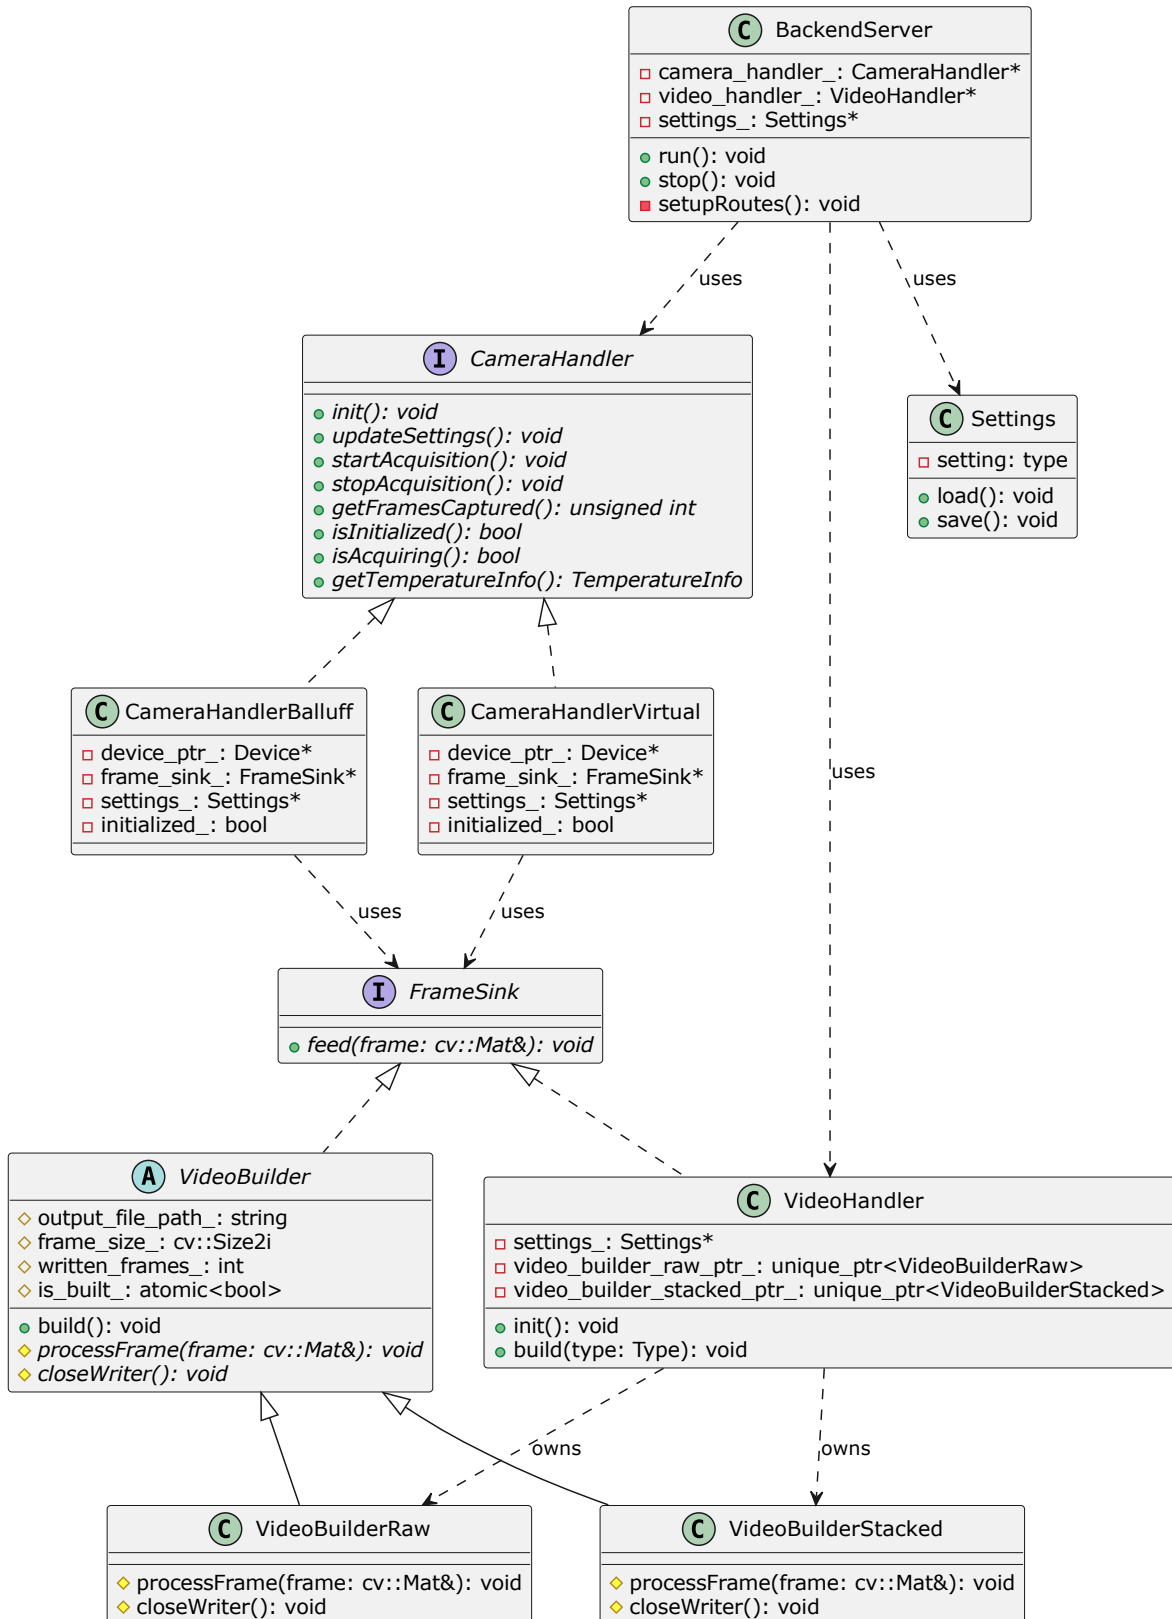 C BackendServer
camera_handler_: CameraHandler*
video_handler_: VideoHandler*
settings_: Settings*
run(): void
stop(): void
setupRoutes(): void
uses
uses
I CameraHandler
init(): void
updateSettings(): void
startAcquisition(): void
stopAcquisition(): void
getFramesCaptured(): unsigned int
isInitialized(): bool
isAcquiring(): bool
getTemperatureInfo(): TemperatureInfo
C Settings
setting: type
load(): void
save(): void
C CameraHandlerBalluff
device_ptr_: Device*
frame_sink_: FrameSink*
settings_: Settings*
initialized_: bool
C CameraHandlerVirtual
device_ptr_: Device*
frame_sink_: FrameSink*
settings_: Settings*
initialized_: bool
uses
uses
uses
I FrameSink
feed(frame: cv::Mat&): void
A VideoBuilder
output_file_path_: string
frame_size_: cv::Size2i
written_frames_: int
is_built_: atomic<bool>
build(): void
processFrame(frame: cv::Mat&): void
closeWriter(): void
C VideoHandler
settings_: Settings*
video_builder_raw_ptr_: unique_ptr<VideoBuilderRaw>
video_builder_stacked_ptr_: unique_ptr<VideoBuilderStacked>
init(): void
build(type: Type): void
owns
owns
C VideoBuilderRaw
processFrame(frame: cv::Mat&): void
closeWriter(): void
C VideoBuilderStacked
processFrame(frame: cv::Mat&): void
closeWriter(): void